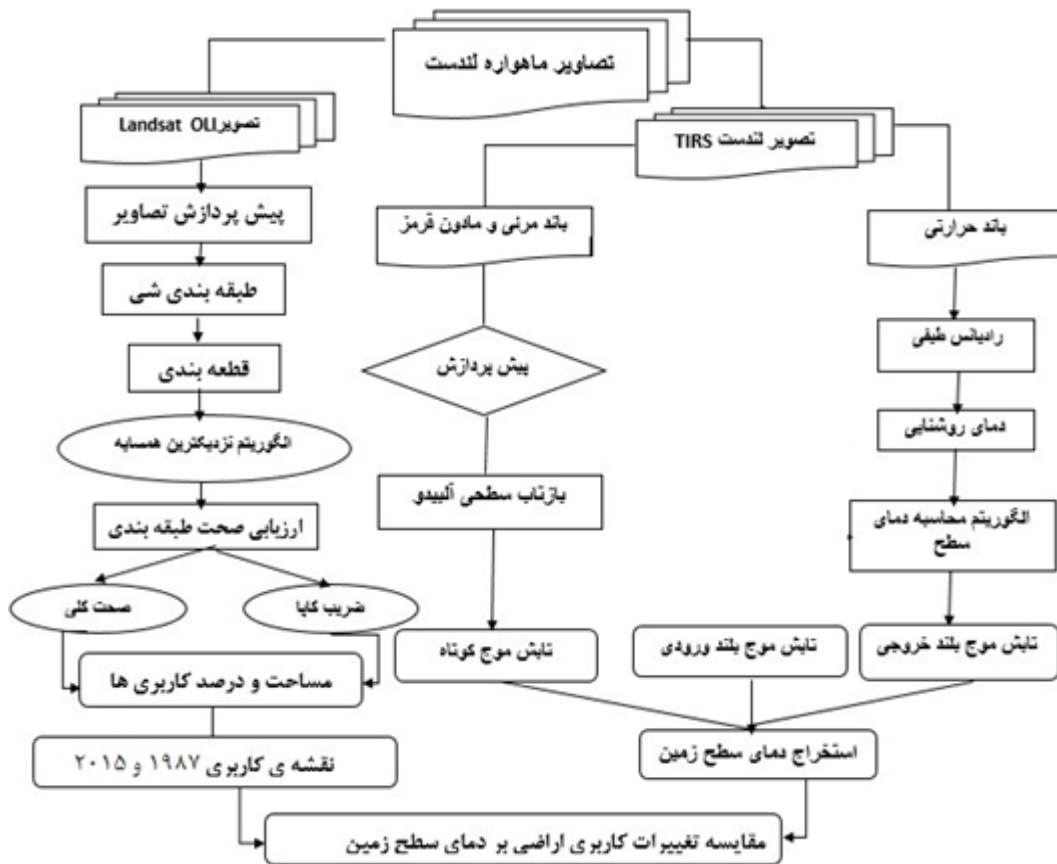 تصاویر ماهواره لندست
تصویر Landsat OLI
تصویر لندست TIRS
پیش پردازش تصاویر
باند مرئی و مادون قرمز
باند حرارتی
طبقه بندی شی
رادیانس طیفی
قطعه بندی
پیش پردازش
دمای روشنایی
الگوریتم نزدیکترین همسایه
بازتاب سطحی آلبیدو
الگوریتم محاسبه دمای
سطح
ارزیابی صحت طبقه بندی
ضریب کاپا
صحت کلی
تابش موج کوتاه
تابش موج بلند ورودی
تابش موج بلند خروجی
مساحت و درصد کاربری ها
نقشه ی کاربری ۱۹۸۷ و ۲۰۱۵
استخراج دمای سطح زمین
مقایسه تغییرات کاربری اراضی بر دمای سطح زمین